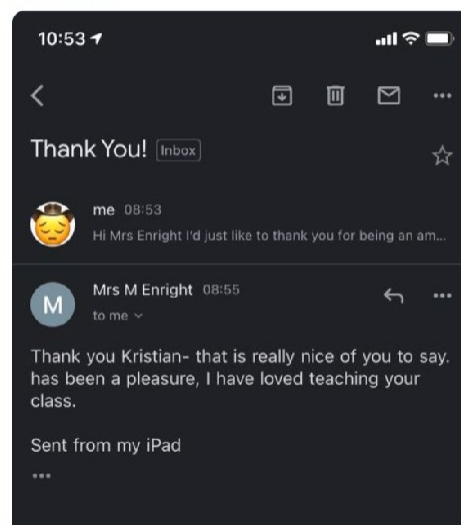 10:53
Thank You! Inbox
me 08:53
Hi Mrs Enright I'd just like to thank you for being an am...
M
Mrs M Enright 08:55
to me
Thank you Kristian- that is really nice of you to say.
has been a pleasure, I have loved teaching your
class.
Sent from my iPad